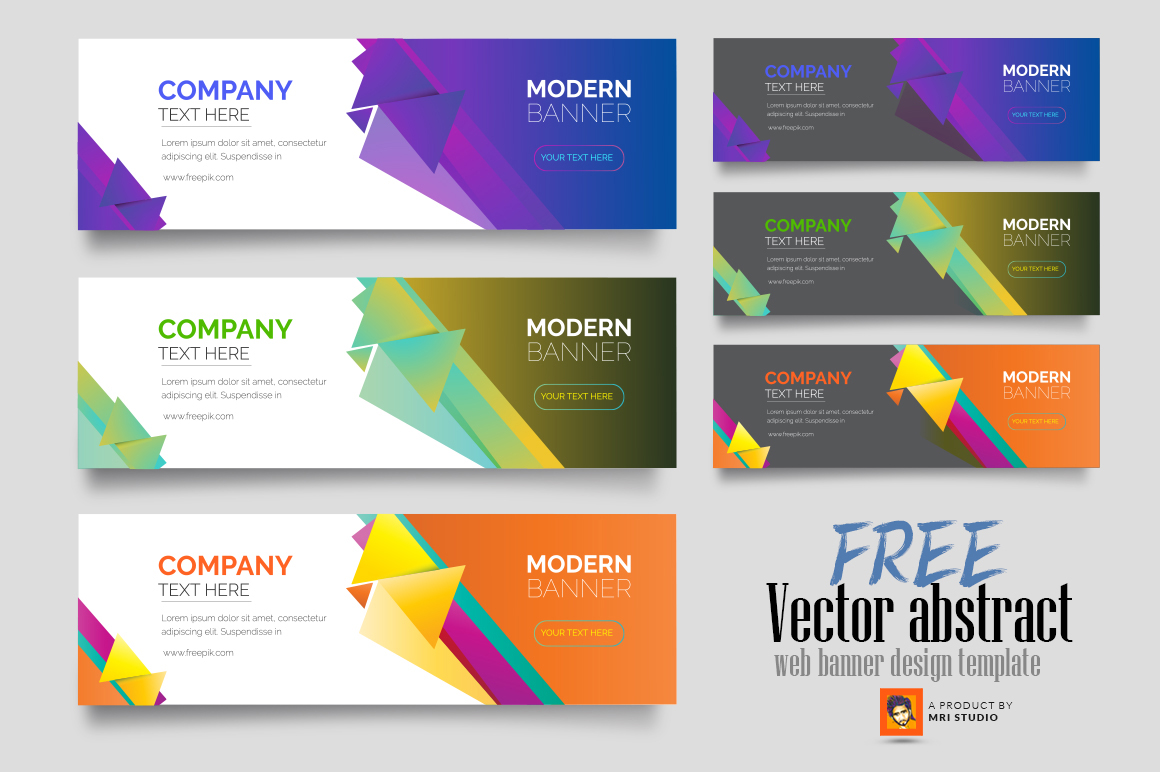 COMPANY
TEXT HERE
Lorem ipsum dolor sit amet, consectetur
adipiscing elit. Suspendisse in
www.freepik.com
MODERN
BANNER
YOUR TEXT HERE
COMPANY
TEXT HERE
Lorem ipsum dolor sit amet, consectetur
adipiscing elit. Suspendisse in
www.freepik.com
MODERN
BANNER
YOUR TEXT HERE
COMPANY
TEXT HERE
Lorem ipsum dolor sit amet, consectetur
adipiscing elit. Suspendisse in
www.freepik.com
MODERN
BANNER
YOUR TEXT HERE
COMPANY
TEXT HERE
Lorem ipsum dolor sit amet, consectetur
adipiscing elit. Suspendisse in
www.freepik.com
MODERN
BANNER
YOUR TEXT HERE
COMPANY
TEXT HERE
Lorem ipsum dolor sit amet, consectetur
adipiscing elit. Suspendisse in
www.freepik.com
MODERN
BANNER
YOUR TEXT HERE
COMPANY
TEXT HERE
Lorem ipsum dolor sit amet, consectetur
adipiscing elit. Suspendisse in
www.freepik.com
MODERN
BANNER
YOUR TEXT HERE
FREE
Vector abstract
web banner design template
A PRODUCT BY
MRI STUDIO